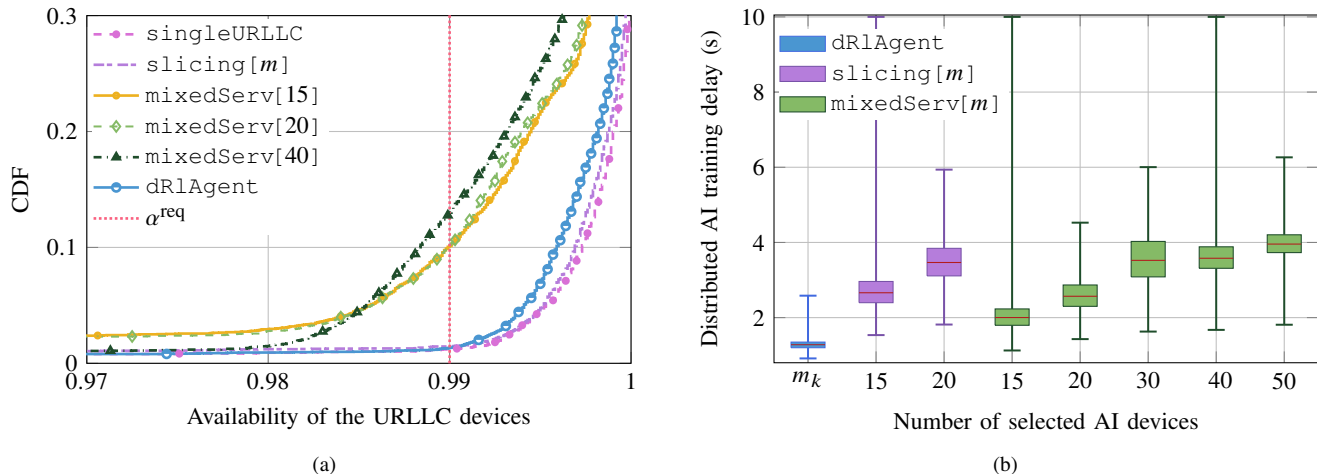 0.3
0.2
0.1
0
CDF
singleURLLC
slicing[m]
mixedServ[15]
mixedServ[20]
mixedServ[40]
dRlAgent
α^req
0.97
0.98
0.99
1
Availability of the URLLC devices
(a)
10
8
6
4
2
Distributed AI training delay (s)
dRlAgent
slicing[m]
mixedServ[m]
m_k
15
20
15
20
30
40
50
Number of selected AI devices
(b)